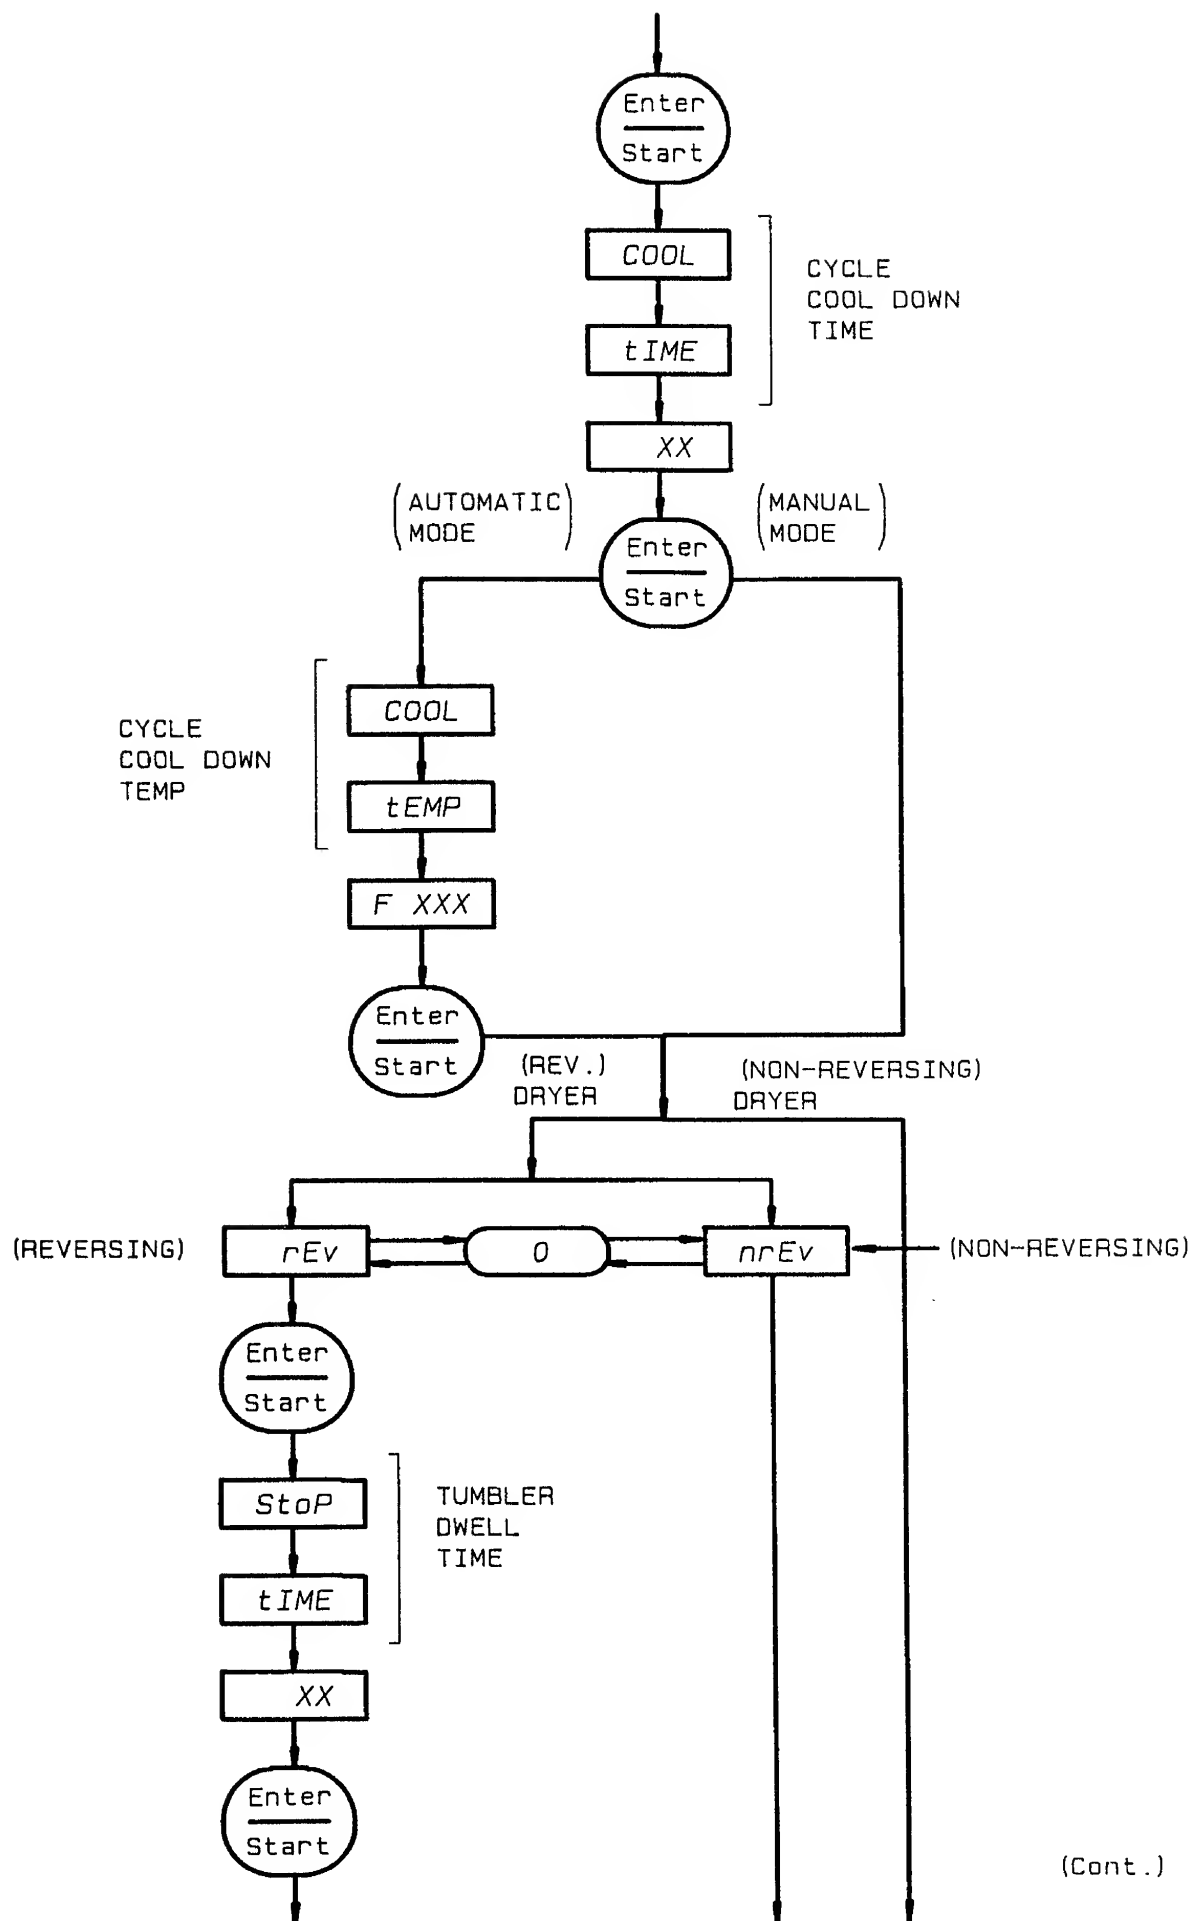 Enter
Start
COOL
CYCLE
COOL DOWN
TIME
tIME
XX
(AUTOMATIC
MODE)
(MANUAL
MODE)
Enter
Start
COOL
CYCLE
COOL DOWN
TEMP
tEMP
F XXX
Enter
Start
(REV.)
DRYER
(NON-REVERSING)
DRYER
(REVERSING)
rEv
0
nrEv
(NON-REVERSING)
Enter
Start
StoP
TUMBLER
DWELL
TIME
tIME
XX
Enter
Start
(Cont.)